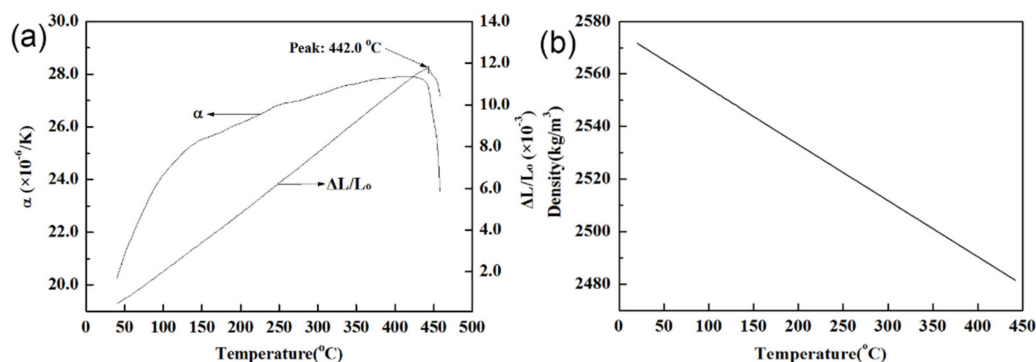 (a)
30.0
28.0
26.0
24.0
22.0
20.0
α (×10⁻⁶/K)
Peak: 442.0 °C
α
ΔL/L₀
14.0
12.0
10.0
8.0
6.0
4.0
2.0
ΔL/L₀ (×10⁻³)
0 50 100 150 200 250 300 350 400 450 500
Temperature(°C)
(b)
2580
2560
2540
2520
2500
2480
Density(kg/m³)
0 50 100 150 200 250 300 350 400 450
Temperature(°C)